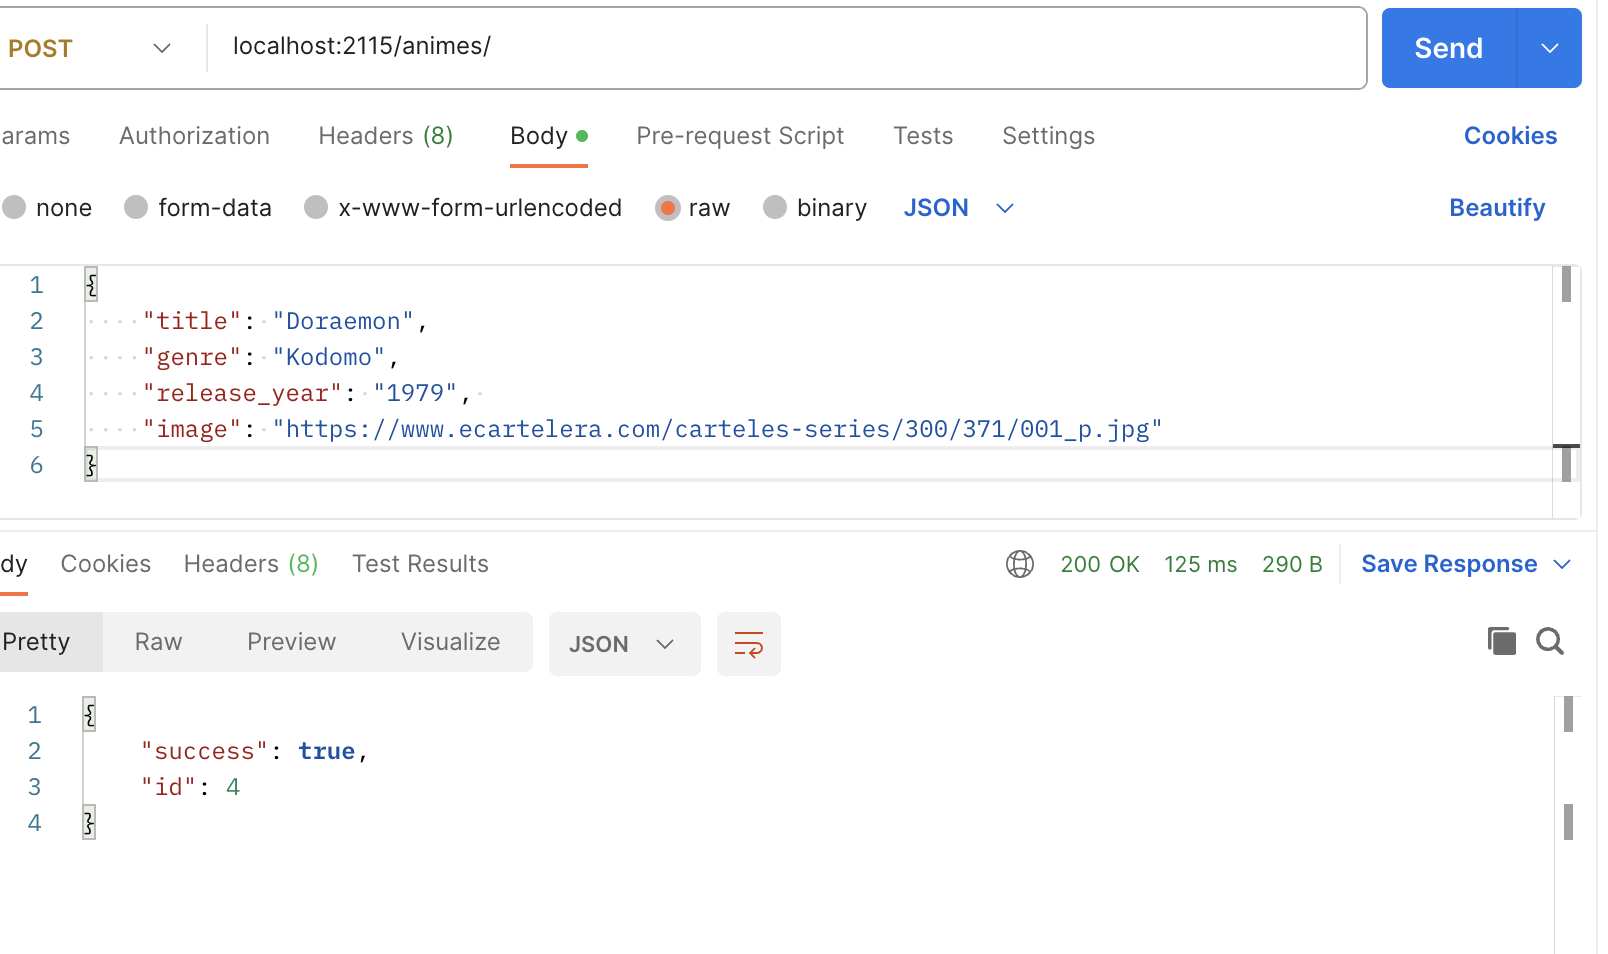 POST localhost:2115/animes/ Send
arams Authorization Headers (8) Body Pre-request Script Tests Settings Cookies
none form-data x-www-form-urlencoded raw binary JSON Beautify
1 {
2 "title": "Doraemon",
3 "genre": "Kodomo",
4 "release_year": "1979",
5 "image": "https://www.ecartelera.com/carteles-series/300/371/001_p.jpg"
6 }
dy Cookies Headers (8) Test Results 200 OK 125 ms 290 B Save Response
Pretty Raw Preview Visualize JSON
1 {
2 "success": true,
3 "id": 4
4 }